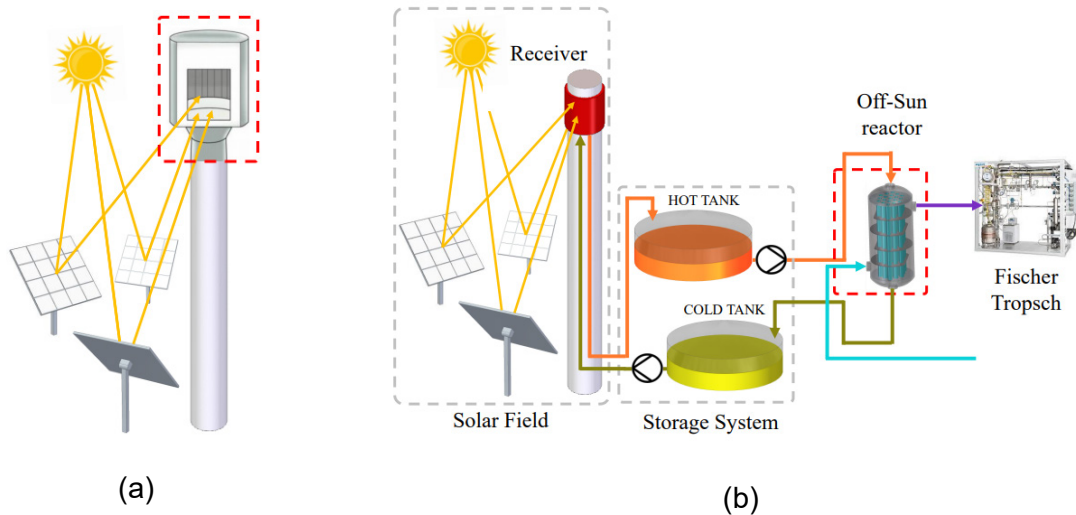 Receiver
Off-Sun
reactor
HOT TANK
COLD TANK
Fischer
Tropsch
Solar Field
Storage System
(a)
(b)